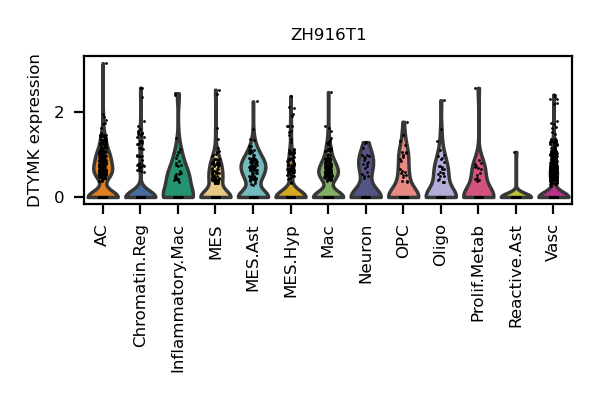 ZH916T1
DTYMK expression
2
0
AC
Chromatin.Reg
Inflammatory.Mac
MES
MES.Ast
MES.Hyp
Mac
Neuron
OPC
Oligo
Prolif.Metab
Reactive.Ast
Vasc